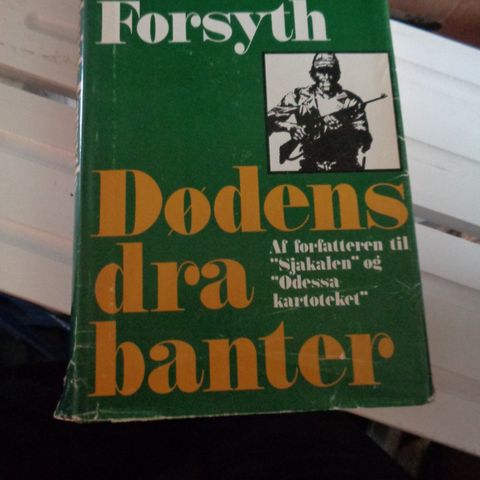 Forsyth
Dødens
dra
banter
Af forfatteren til
"Sjakalen" og
"Odessa
kartoteket"